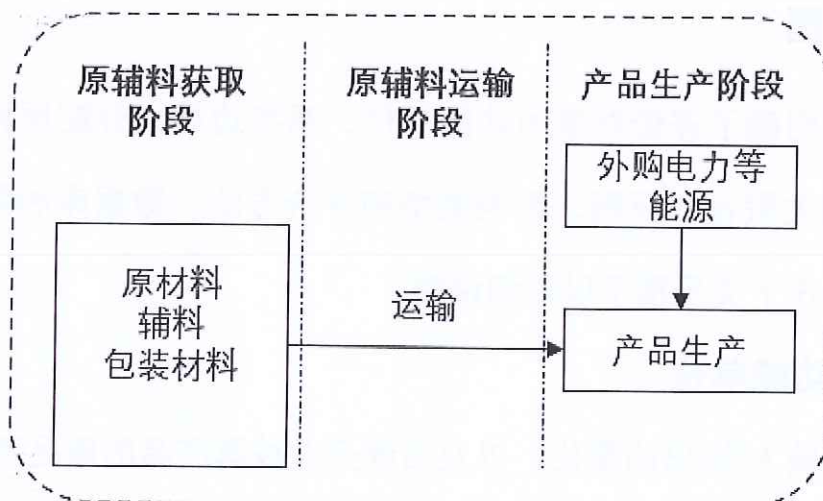 原辅料获取
阶段
原辅料运输
阶段
产品生产阶段
外购电力等
能源
原材料
辅料
包装材料
运输
产品生产